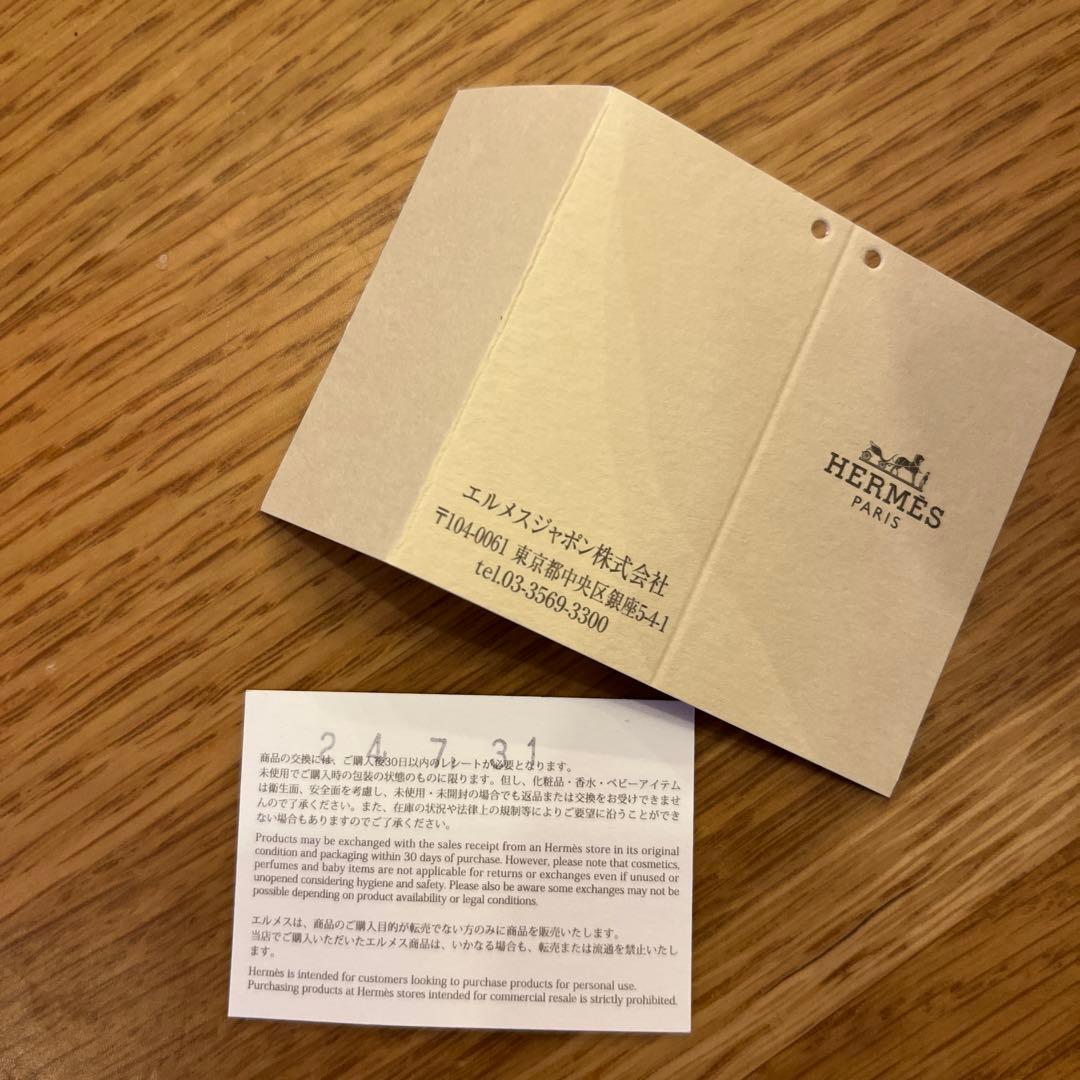 エルメスジャポン株式会社
〒104-0061 東京都中央区銀座5-4-1
tel.03-3569-3300
HERMÈS
PARIS
24 7. 31
商品の交換には、ご購入後30日以内のレシートが必要となります。
未使用でご購入時の包装の状態のものに限ります。但し、化粧品・香水・ベビーアイテム
は衛生面、安全面を考慮し、未使用・未開封の場合でも返品または交換をお受けできませ
んので了承ください。また、在庫の状況や法律上の規制等によりご要望に沿うことができ
ない場合もありますのでご了承ください。
Products may be exchanged with the sales receipt from an Hermès store in its original
condition and packaging within 30 days of purchase. However, please note that cosmetics,
perfumes and baby items are not applicable for returns or exchanges even if unused or
unopened considering hygiene and safety. Please also be aware some exchanges may not be
possible depending on product availability or legal conditions.
エルメスは、商品のご購入目的が転売でない方のみに商品を販売いたします。
当店でご購入いただいたエルメス商品は、いかなる場合も、転売または流通を禁止いたし
ます。
Hermès is intended for customers looking to purchase products for personal use.
Purchasing products at Hermès stores intended for commercial resale is strictly prohibited.